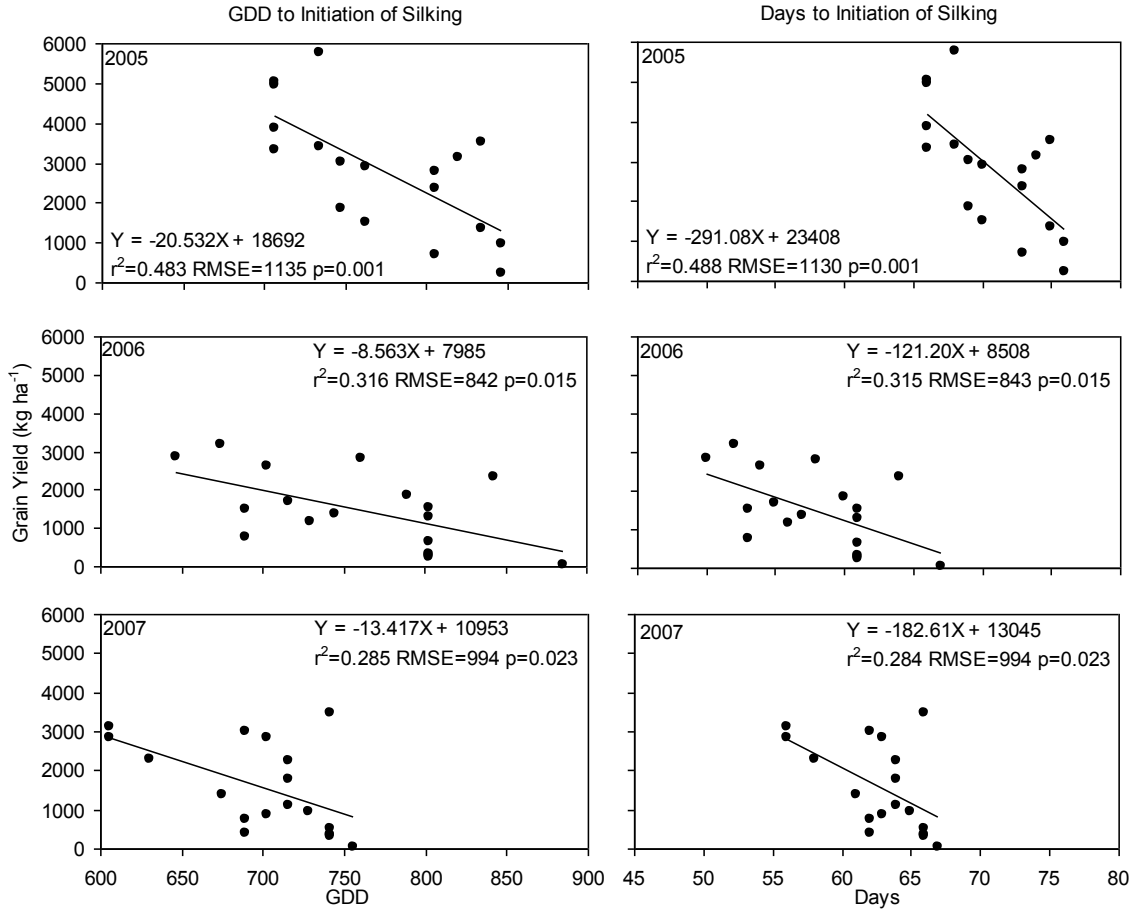 GDD to Initiation of Silking
Days to Initiation of Silking
Grain Yield (kg ha⁻¹)
6000
5000
4000
3000
2000
1000
0
2005
Y = -20.532X + 18692
r²=0.483 RMSE=1135 p=0.001
2005
Y = -291.08X + 23408
r²=0.488 RMSE=1130 p=0.001
6000
5000
4000
3000
2000
1000
0
2006
Y = -8.563X + 7985
r²=0.316 RMSE=842 p=0.015
2006
Y = -121.20X + 8508
r²=0.315 RMSE=843 p=0.015
6000
5000
4000
3000
2000
1000
0
2007
Y = -13.417X + 10953
r²=0.285 RMSE=994 p=0.023
2007
Y = -182.61X + 13045
r²=0.284 RMSE=994 p=0.023
600 650 700 750 800 850 900
GDD
45 50 55 60 65 70 75 80
Days